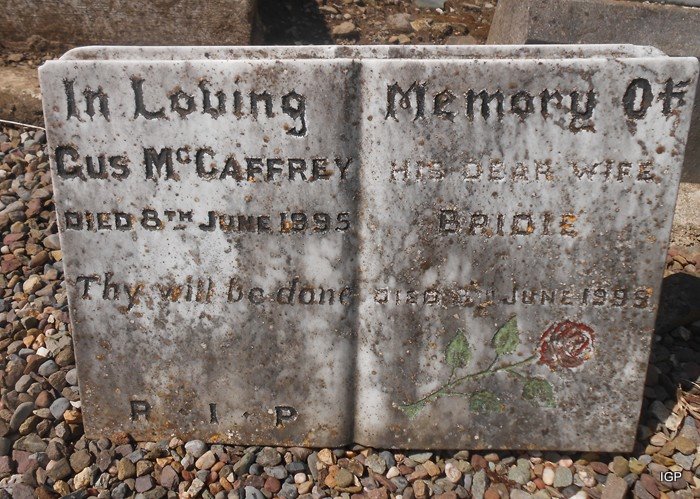 In Loving Memory Of
Gus McCaffrey
Died 8th June 1995
Thy will be done
R · I · P
His Dear Wife
Bridie
Died June 1999
IGP